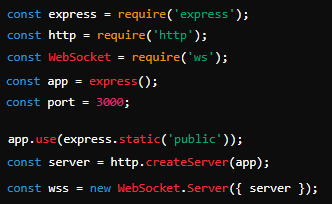 const express = require('express');
const http = require('http');
const WebSocket = require('ws');
const app = express();
const port = 3000;
app.use(express.static('public'));
const server = http.createServer(app);
const wss = new WebSocket.Server({ server });